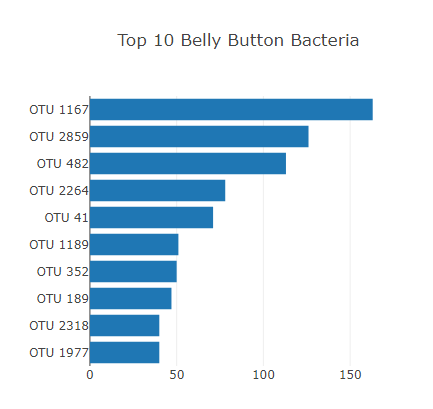 Top 10 Belly Button Bacteria
OTU 1167
OTU 2859
OTU 482
OTU 2264
OTU 41
OTU 1189
OTU 352
OTU 189
OTU 2318
OTU 1977
0 50 100 150